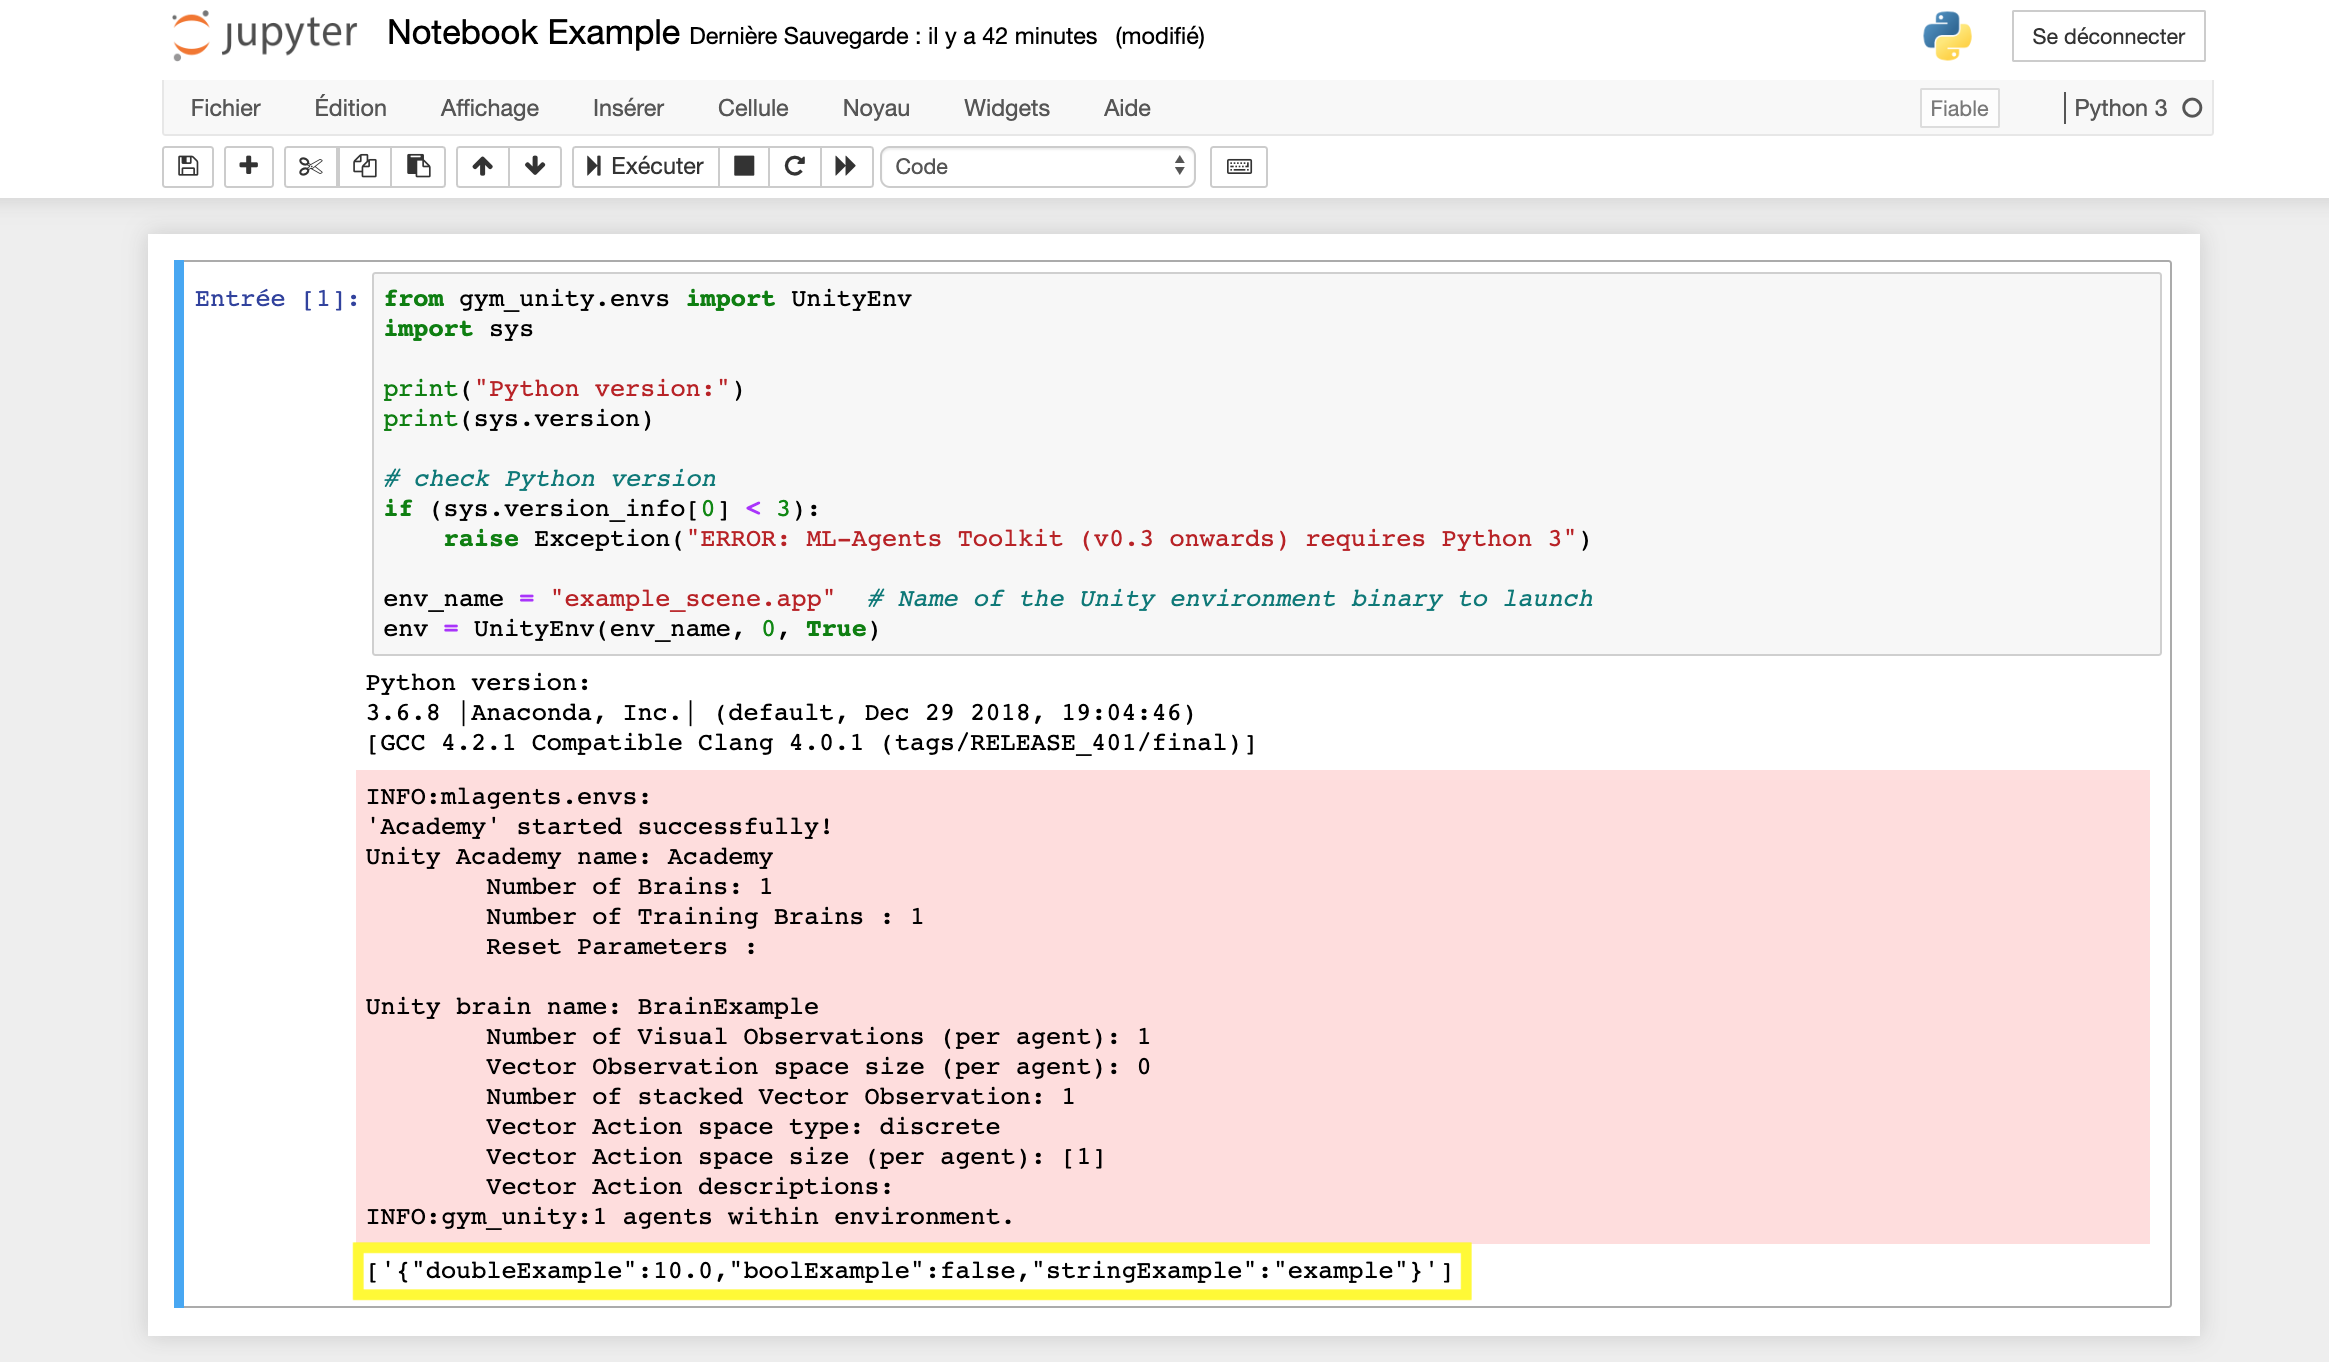 jupyter Notebook Example Dernière Sauvegarde : il y a 42 minutes (modifié) Se déconnecter
Fichier Édition Affichage Insérer Cellule Noyau Widgets Aide Fiable Python 3
Exécuter Code
Entrée [1]: from gym_unity.envs import UnityEnv
import sys
print("Python version:")
print(sys.version)
# check Python version
if (sys.version_info[0] < 3):
    raise Exception("ERROR: ML-Agents Toolkit (v0.3 onwards) requires Python 3")
env_name = "example_scene.app"  # Name of the Unity environment binary to launch
env = UnityEnv(env_name, 0, True)
Python version:
3.6.8 |Anaconda, Inc.| (default, Dec 29 2018, 19:04:46)
[GCC 4.2.1 Compatible Clang 4.0.1 (tags/RELEASE_401/final)]
INFO:mlagents.envs:
'Academy' started successfully!
Unity Academy name: Academy
        Number of Brains: 1
        Number of Training Brains : 1
        Reset Parameters :
Unity brain name: BrainExample
        Number of Visual Observations (per agent): 1
        Vector Observation space size (per agent): 0
        Number of stacked Vector Observation: 1
        Vector Action space type: discrete
        Vector Action space size (per agent): [1]
        Vector Action descriptions:
INFO:gym_unity:1 agents within environment.
['{"doubleExample":10.0,"boolExample":false,"stringExample":"example"}']